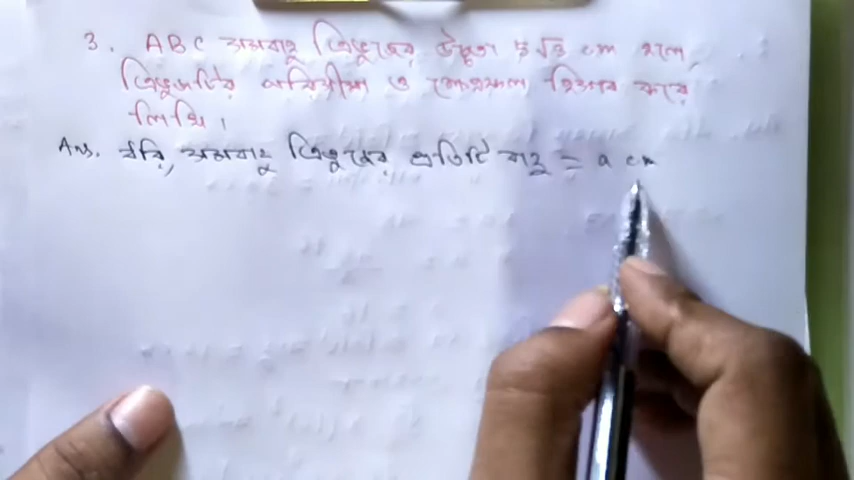 3. ABC সমবাহু ত্রিভুজের উচ্চতা 5√3 cm হলে,
ত্রিভুজটির পরিসীমা ও ক্ষেত্রফল হিসাব করে
লিখি।
Ans. ধরি, সমবাহু ত্রিভুজের প্রতিটি বাহু = a cm